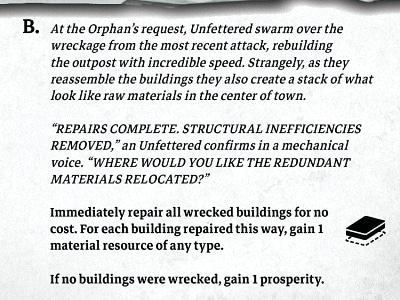 B. At the Orphan's request, Unfettered swarm over the
wreckage from the most recent attack, rebuilding
the outpost with incredible speed. Strangely, as they
reassemble the buildings they also create a stack of what
look like raw materials in the center of town.
“REPAIRS COMPLETE. STRUCTURAL INEFFICIENCIES
REMOVED,” an Unfettered confirms in a mechanical
voice. “WHERE WOULD YOU LIKE THE REDUNDANT
MATERIALS RELOCATED?”
Immediately repair all wrecked buildings for no
cost. For each building repaired this way, gain 1
material resource of any type.
If no buildings were wrecked, gain 1 prosperity.